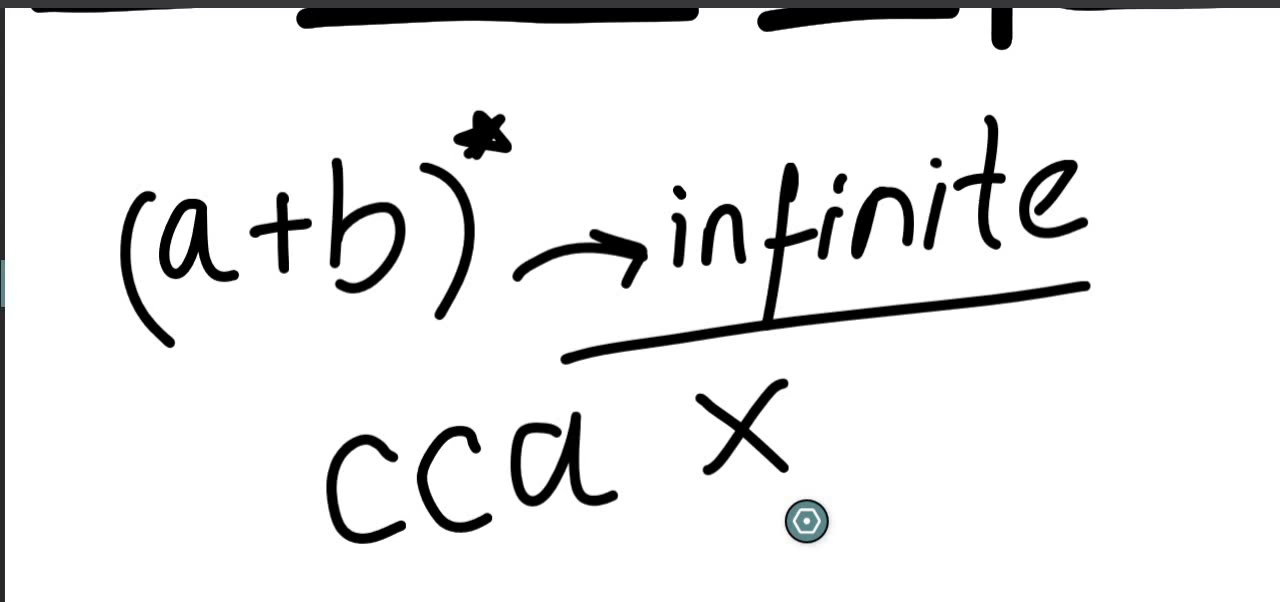 (a+b)* → infinite
cca X